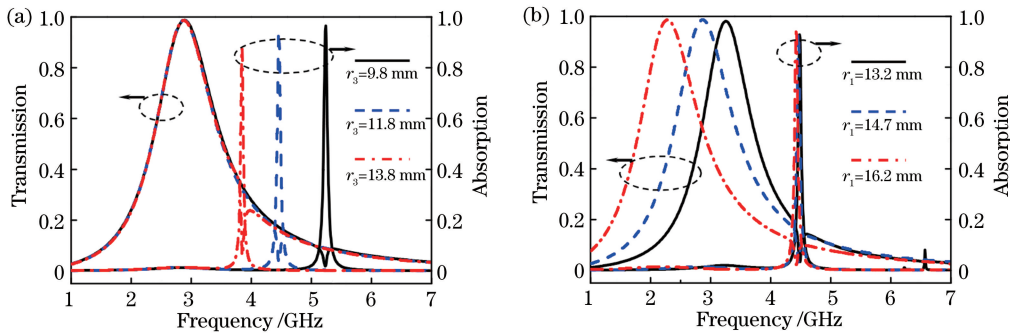 (a)
1.0
0.8
0.6
0.4
0.2
0
Transmission
1
2
3
4
5
6
7
Frequency /GHz
1.0
0.8
0.6
0.4
0.2
0
Absorption
r3=9.8 mm
r3=11.8 mm
r3=13.8 mm
(b)
1.0
0.8
0.6
0.4
0.2
0
Transmission
1
2
3
4
5
6
7
Frequency /GHz
1.0
0.8
0.6
0.4
0.2
0
Absorption
r1=13.2 mm
r1=14.7 mm
r1=16.2 mm